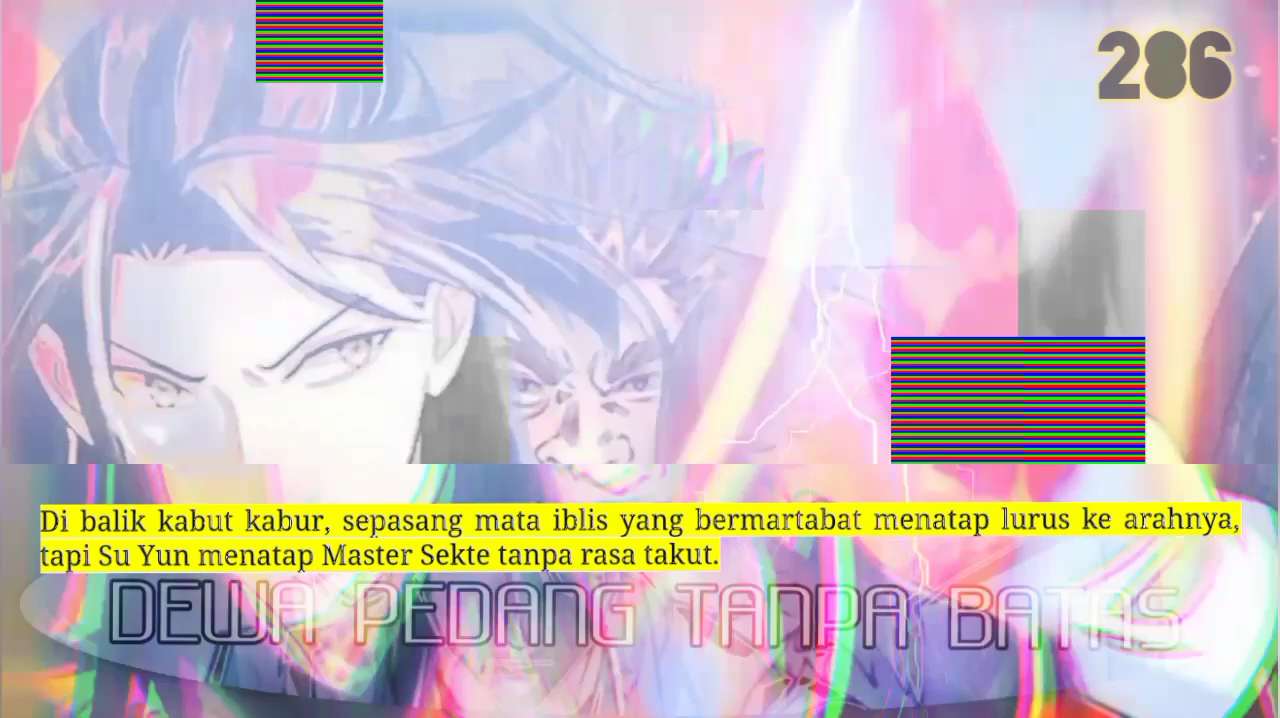 286
Di balik kabut kabur, sepasang mata iblis yang bermartabat menatap lurus ke arahnya,
tapi Su Yun menatap Master Sekte tanpa rasa takut.
DEWA PEDANG TANPA BATAS